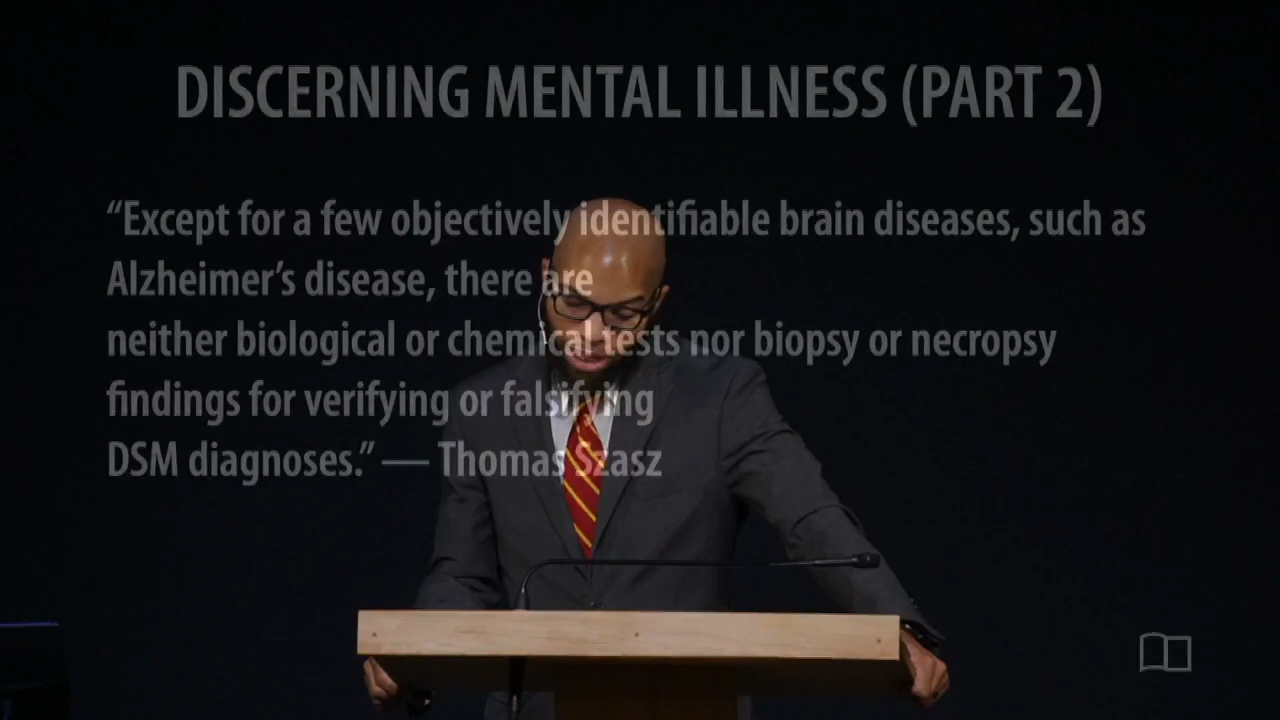 DISCERNING MENTAL ILLNESS (PART 2)
“Except for a few objectively identifiable brain diseases, such as
Alzheimer’s disease, there are
neither biological or chemical tests nor biopsy or necropsy
findings for verifying or falsifying
DSM diagnoses.” — Thomas Szasz